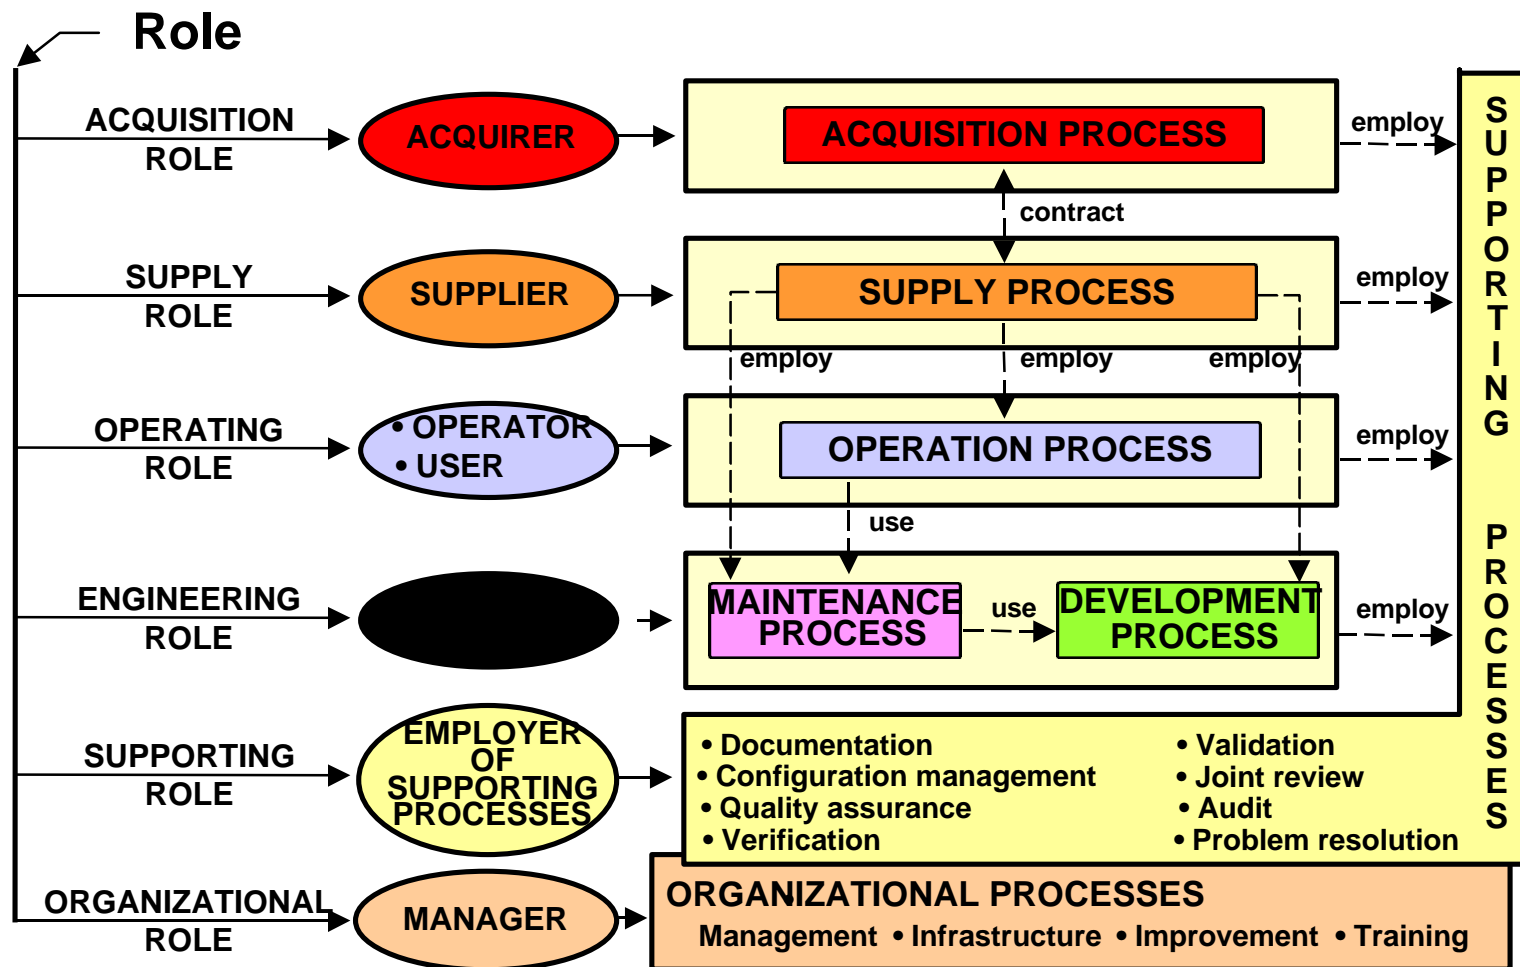 Role
ACQUISITION
ROLE
ACQUIRER
ACQUISITION PROCESS
employ
contract
SUPPLY
ROLE
SUPPLIER
SUPPLY PROCESS
employ
employ
employ
employ
OPERATING
ROLE
• OPERATOR
• USER
OPERATION PROCESS
employ
use
ENGINEERING
ROLE
MAINTENANCE
PROCESS
use
DEVELOPMENT
PROCESS
employ
SUPPORTING
ROLE
EMPLOYER
OF
SUPPORTING
PROCESSES
• Documentation
• Configuration management
• Quality assurance
• Verification
• Validation
• Joint review
• Audit
• Problem resolution
SUPPORTING PROCESSES
ORGANIZATIONAL
ROLE
MANAGER
ORGANIZATIONAL PROCESSES
Management • Infrastructure • Improvement • Training